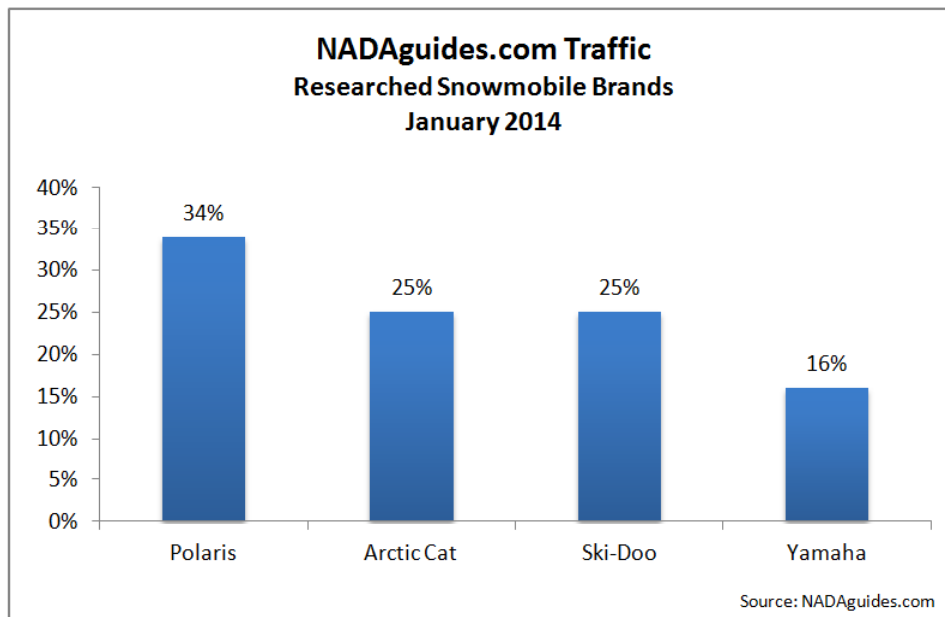 NADAguides.com Traffic
Researched Snowmobile Brands
January 2014
40%
35%
30%
25%
20%
15%
10%
5%
0%
34%
25%
25%
16%
Polaris
Arctic Cat
Ski-Doo
Yamaha
Source: NADAguides.com